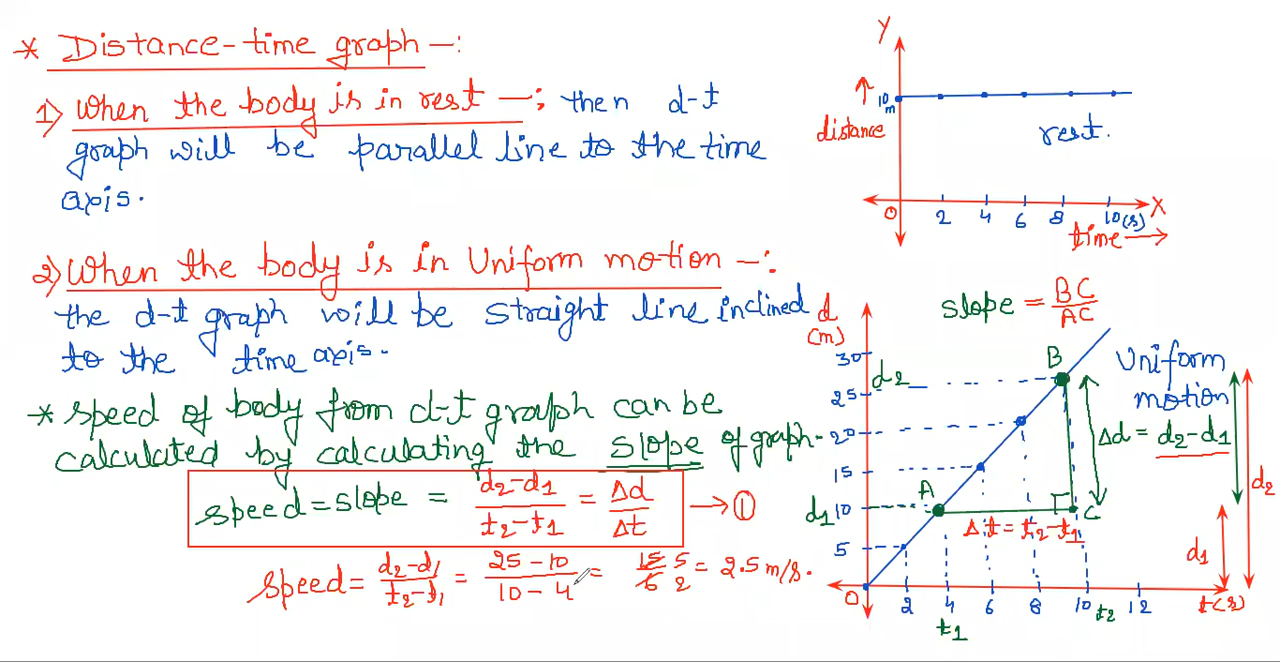 * Distance-time graph -:
1) When the body is in rest -: then d-t
graph will be parallel line to the time
axis.
2) When the body is in Uniform motion -:
the d-t graph will be straight line inclined
to the time axis.
* speed of body from d-t graph can be
calculated by calculating the slope of graph.
speed = slope = d2-d1/t2-t1 = Δd/Δt → ①
speed = d2-d1/t2-t1 = 25-10/10-4 = 15/6 5/2 = 2.5 m/s.
Y
↑ 10 m
distance
rest.
0 2 4 6 8 10(s) X
time →
slope = BC/AC
d
(m)
30
d2
25
20
15
d1 10
5
0 2 4 6 8 10 12 t(s)
t1 t2
A
B
C
Uniform
motion
Δd = d2-d1
Δt = t2-t1
d1
d2